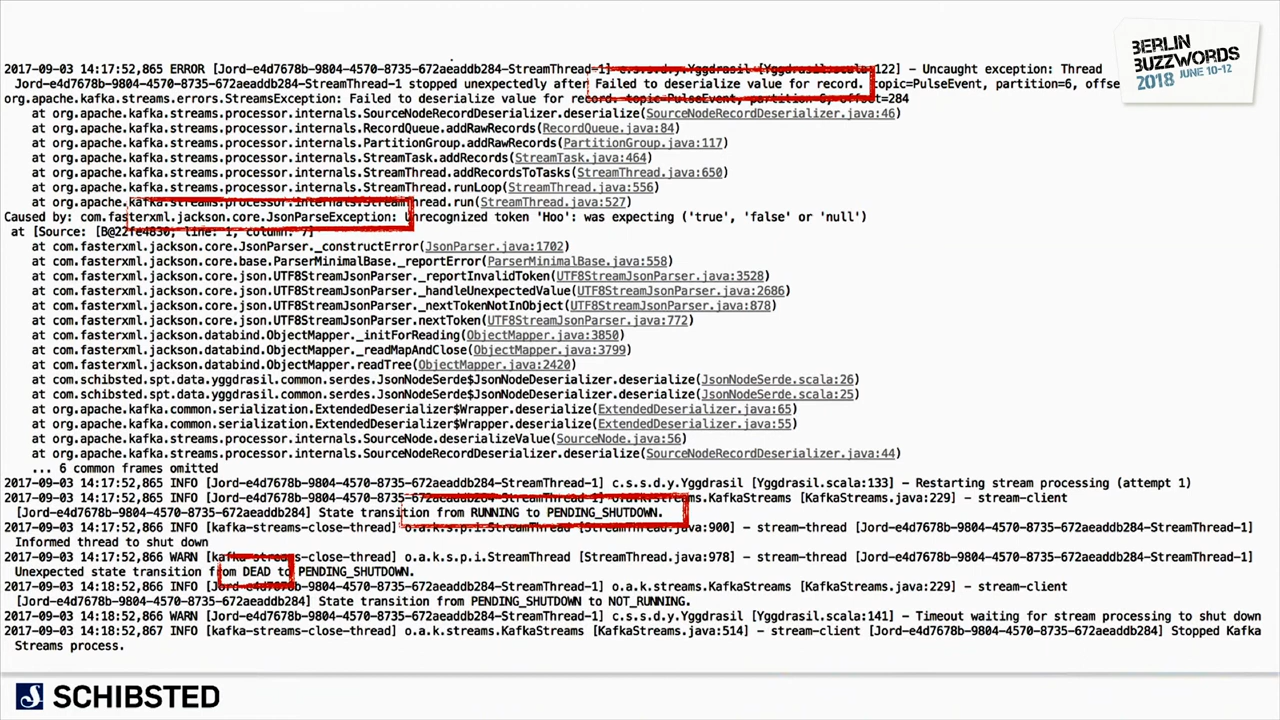 BERLIN
BUZZWORDS
2018 JUNE 10-12
2017-09-03 14:17:52,865 ERROR [Jord-e4d7678b-9804-4570-8735-672aeaddb284-StreamThread-1] c.s.s.d.y.Yggdrasil [Yggdrasil.scala:122] – Uncaught exception: Thread
Jord-e4d7678b-9804-4570-8735-672aeaddb284-StreamThread-1 stopped unexpectedly after Failed to deserialize value for record. topic=PulseEvent, partition=6, offse
org.apache.kafka.streams.errors.StreamsException: Failed to deserialize value for record. topic=PulseEvent, partition=6, offset=284
at org.apache.kafka.streams.processor.internals.SourceNodeRecordDeserializer.deserialize(SourceNodeRecordDeserializer.java:46)
at org.apache.kafka.streams.processor.internals.RecordQueue.addRawRecords(RecordQueue.java:84)
at org.apache.kafka.streams.processor.internals.PartitionGroup.addRawRecords(PartitionGroup.java:117)
at org.apache.kafka.streams.processor.internals.StreamTask.addRecords(StreamTask.java:464)
at org.apache.kafka.streams.processor.internals.StreamThread.addRecordsToTasks(StreamThread.java:650)
at org.apache.kafka.streams.processor.internals.StreamThread.runLoop(StreamThread.java:556)
at org.apache.kafka.streams.processor.internals.StreamThread.run(StreamThread.java:527)
Caused by: com.fasterxml.jackson.core.JsonParseException: Unrecognized token 'Hoo': was expecting ('true', 'false' or 'null')
at [Source: [B@22fe4830; line: 1, column: 7]
at com.fasterxml.jackson.core.JsonParser._constructError(JsonParser.java:1702)
at com.fasterxml.jackson.core.base.ParserMinimalBase._reportError(ParserMinimalBase.java:558)
at com.fasterxml.jackson.core.json.UTF8StreamJsonParser._reportInvalidToken(UTF8StreamJsonParser.java:3528)
at com.fasterxml.jackson.core.json.UTF8StreamJsonParser._handleUnexpectedValue(UTF8StreamJsonParser.java:2686)
at com.fasterxml.jackson.core.json.UTF8StreamJsonParser._nextTokenNotInObject(UTF8StreamJsonParser.java:878)
at com.fasterxml.jackson.core.json.UTF8StreamJsonParser.nextToken(UTF8StreamJsonParser.java:772)
at com.fasterxml.jackson.databind.ObjectMapper._initForReading(ObjectMapper.java:3850)
at com.fasterxml.jackson.databind.ObjectMapper._readMapAndClose(ObjectMapper.java:3799)
at com.fasterxml.jackson.databind.ObjectMapper.readTree(ObjectMapper.java:2420)
at com.schibsted.spt.data.yggdrasil.common.serdes.JsonNodeSerde$JsonNodeDeserializer.deserialize(JsonNodeSerde.scala:26)
at com.schibsted.spt.data.yggdrasil.common.serdes.JsonNodeSerde$JsonNodeDeserializer.deserialize(JsonNodeSerde.scala:25)
at org.apache.kafka.common.serialization.ExtendedDeserializer$Wrapper.deserialize(ExtendedDeserializer.java:65)
at org.apache.kafka.common.serialization.ExtendedDeserializer$Wrapper.deserialize(ExtendedDeserializer.java:55)
at org.apache.kafka.streams.processor.internals.SourceNode.deserializeValue(SourceNode.java:56)
at org.apache.kafka.streams.processor.internals.SourceNodeRecordDeserializer.deserialize(SourceNodeRecordDeserializer.java:44)
... 6 common frames omitted
2017-09-03 14:17:52,865 INFO [Jord-e4d7678b-9804-4570-8735-672aeaddb284-StreamThread-1] c.s.s.d.y.Yggdrasil [Yggdrasil.scala:133] – Restarting stream processing (attempt 1)
2017-09-03 14:17:52,865 INFO [Jord-e4d7678b-9804-4570-8735-672aeaddb284-StreamThread-1] o.a.k.streams.KafkaStreams [KafkaStreams.java:229] – stream-client
[Jord-e4d7678b-9804-4570-8735-672aeaddb284] State transition from RUNNING to PENDING_SHUTDOWN.
2017-09-03 14:17:52,866 INFO [kafka-streams-close-thread] o.a.k.s.p.i.StreamThread [StreamThread.java:900] – stream-thread [Jord-e4d7678b-9804-4570-8735-672aeaddb284-StreamThread-1]
Informed thread to shut down
2017-09-03 14:17:52,866 WARN [kafka-streams-close-thread] o.a.k.s.p.i.StreamThread [StreamThread.java:978] – stream-thread [Jord-e4d7678b-9804-4570-8735-672aeaddb284-StreamThread-1]
Unexpected state transition from DEAD to PENDING_SHUTDOWN.
2017-09-03 14:18:52,866 INFO [Jord-e4d7678b-9804-4570-8735-672aeaddb284-StreamThread-1] o.a.k.streams.KafkaStreams [KafkaStreams.java:229] – stream-client
[Jord-e4d7678b-9804-4570-8735-672aeaddb284] State transition from PENDING_SHUTDOWN to NOT_RUNNING.
2017-09-03 14:18:52,866 WARN [Jord-e4d7678b-9804-4570-8735-672aeaddb284-StreamThread-1] c.s.s.d.y.Yggdrasil [Yggdrasil.scala:141] – Timeout waiting for stream processing to shut down
2017-09-03 14:18:52,867 INFO [kafka-streams-close-thread] o.a.k.streams.KafkaStreams [KafkaStreams.java:514] – stream-client [Jord-e4d7678b-9804-4570-8735-672aeaddb284] Stopped Kafka
Streams process.
SCHIBSTED